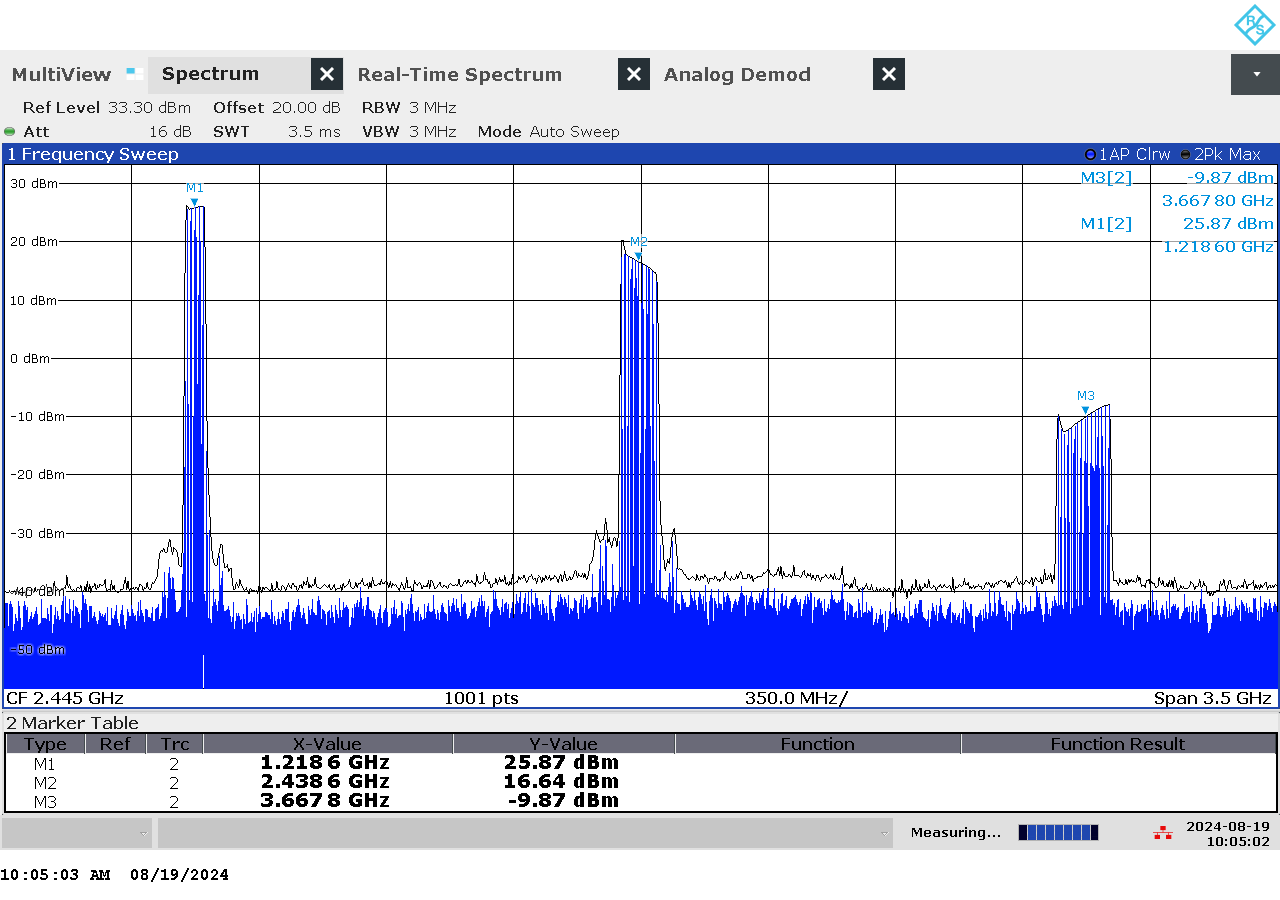 R&S
MultiView Spectrum Real-Time Spectrum Analog Demod
Ref Level 33.30 dBm Offset 20.00 dB RBW 3 MHz
Att 16 dB SWT 3.5 ms VBW 3 MHz Mode Auto Sweep
1 Frequency Sweep 1AP Clrw 2Pk Max
M3[2] -9.87 dBm
3.667 80 GHz
M1[2] 25.87 dBm
1.218 60 GHz
30 dBm
M1
20 dBm
M2
10 dBm
0 dBm
M3
-10 dBm
-20 dBm
-30 dBm
-40 dBm
-50 dBm
CF 2.445 GHz 1001 pts 350.0 MHz/ Span 3.5 GHz
2 Marker Table
Type Ref Trc X-Value Y-Value Function Function Result
M1 2 1.218 6 GHz 25.87 dBm
M2 2 2.438 6 GHz 16.64 dBm
M3 2 3.667 8 GHz -9.87 dBm
Measuring... 2024-08-19
10:05:02
10:05:03 AM 08/19/2024